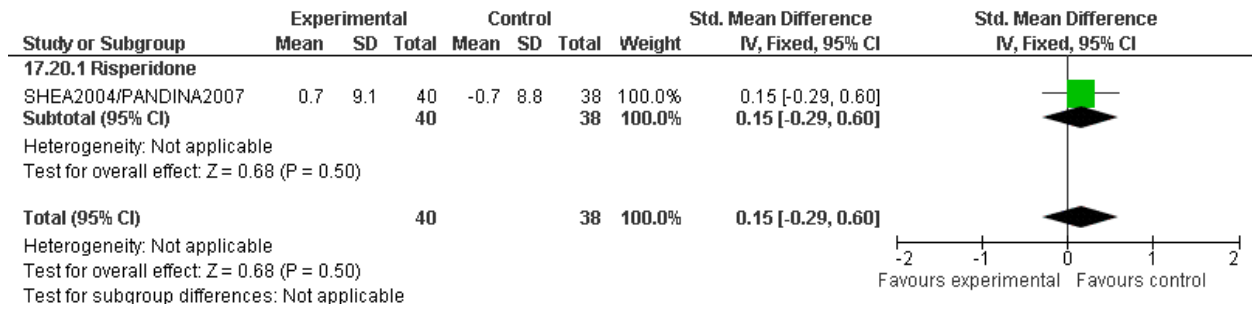 Experimental Control Std. Mean Difference Std. Mean Difference
Study or Subgroup Mean SD Total Mean SD Total Weight IV, Fixed, 95% CI IV, Fixed, 95% CI
17.20.1 Risperidone
SHEA2004/PANDINA2007 0.7 9.1 40 -0.7 8.8 38 100.0% 0.15 [-0.29, 0.60]
Subtotal (95% CI) 40 38 100.0% 0.15 [-0.29, 0.60]
Heterogeneity: Not applicable
Test for overall effect: Z = 0.68 (P = 0.50)
Total (95% CI) 40 38 100.0% 0.15 [-0.29, 0.60]
Heterogeneity: Not applicable
Test for overall effect: Z = 0.68 (P = 0.50)
Test for subgroup differences: Not applicable
-2 -1 0 1 2
Favours experimental Favours control